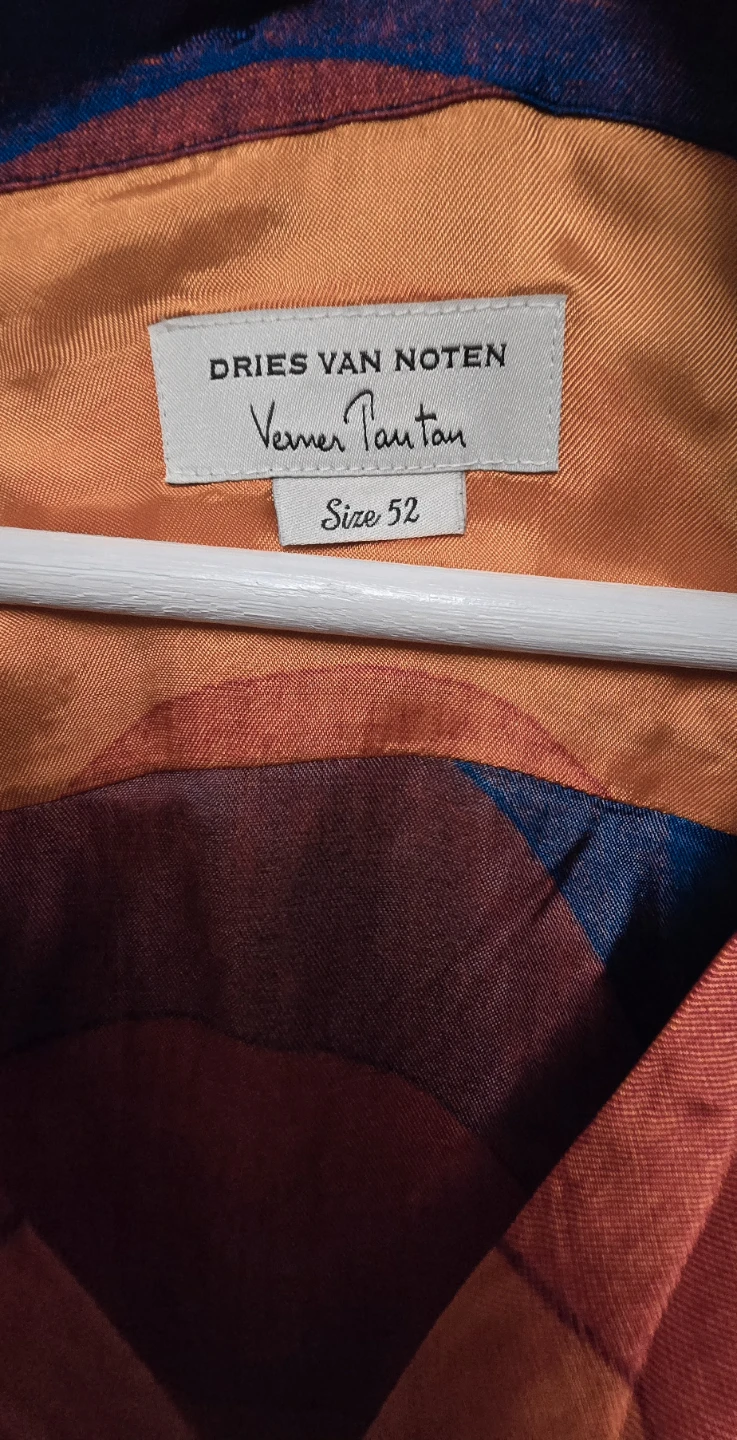 DRIES VAN NOTEN
Verner Panton
Size 52